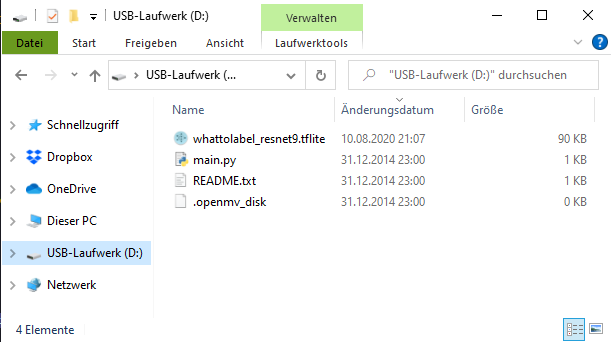 USB-Laufwerk (D:)
Verwalten
Datei Start Freigeben Ansicht Laufwerktools
USB-Laufwerk (... "USB-Laufwerk (D:)" durchsuchen
Name Änderungsdatum Größe
Schnellzugriff
Dropbox
OneDrive
Dieser PC
USB-Laufwerk (D:)
Netzwerk
whattolabel_resnet9.tflite 10.08.2020 21:07 90 KB
main.py 31.12.2014 23:00 1 KB
README.txt 31.12.2014 23:00 1 KB
.openmv_disk 31.12.2014 23:00 0 KB
4 Elemente